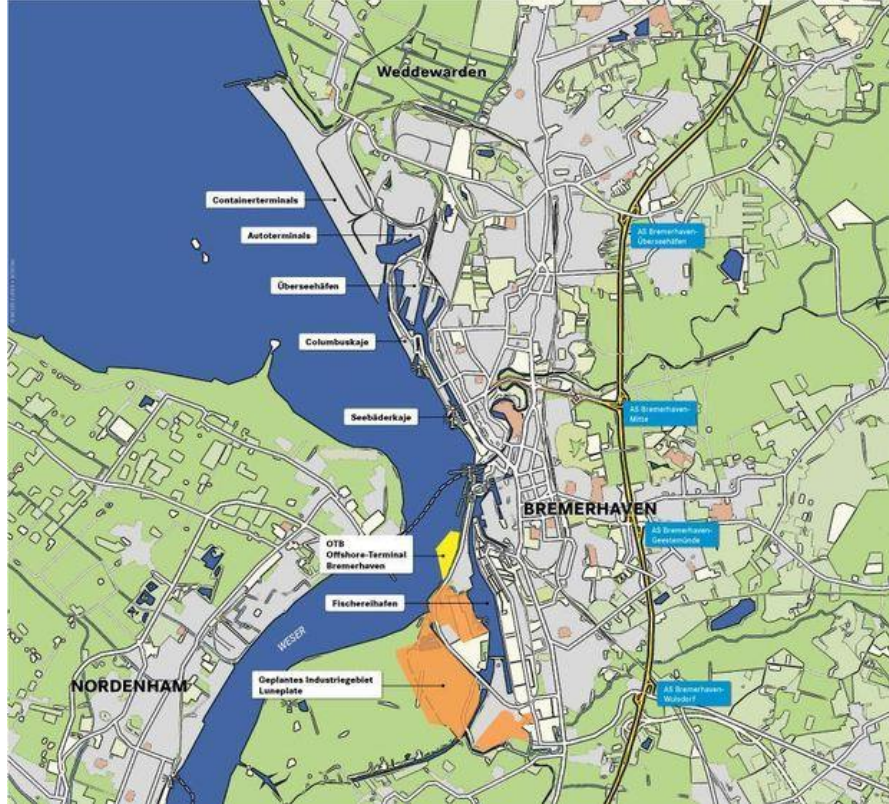 Weddewarden
Containerterminals
Autoterminals
AS Bremerhaven-
Überseehäfen
Überseehäfen
Columbuskaje
Seebäderkaje
AS Bremerhaven-
Mitte
BREMERHAVEN
AS Bremerhaven-
Geestemünde
OTB
Offshore-Terminal
Bremerhaven
Fischereihafen
WESER
Geplantes Industriegebiet
Luneplate
NORDENHAM
AS Bremerhaven-
Wulsdorf